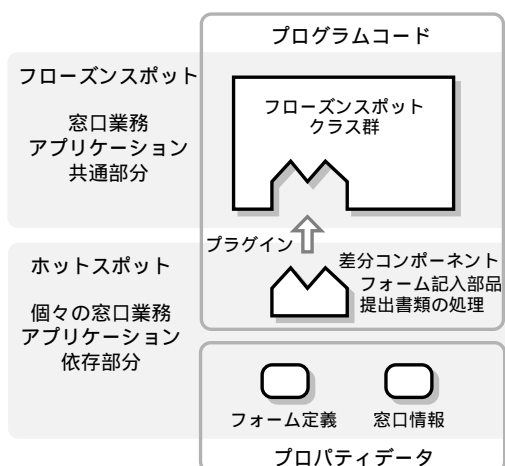 プログラムコード
フローズンスポット
窓口業務
アプリケーション
共通部分
フローズンスポット
クラス群
プラグイン
差分コンポーネント
フォーム記入部品
提出書類の処理
ホットスポット
個々の窓口業務
アプリケーション
依存部分
フォーム定義
窓口情報
プロパティデータ